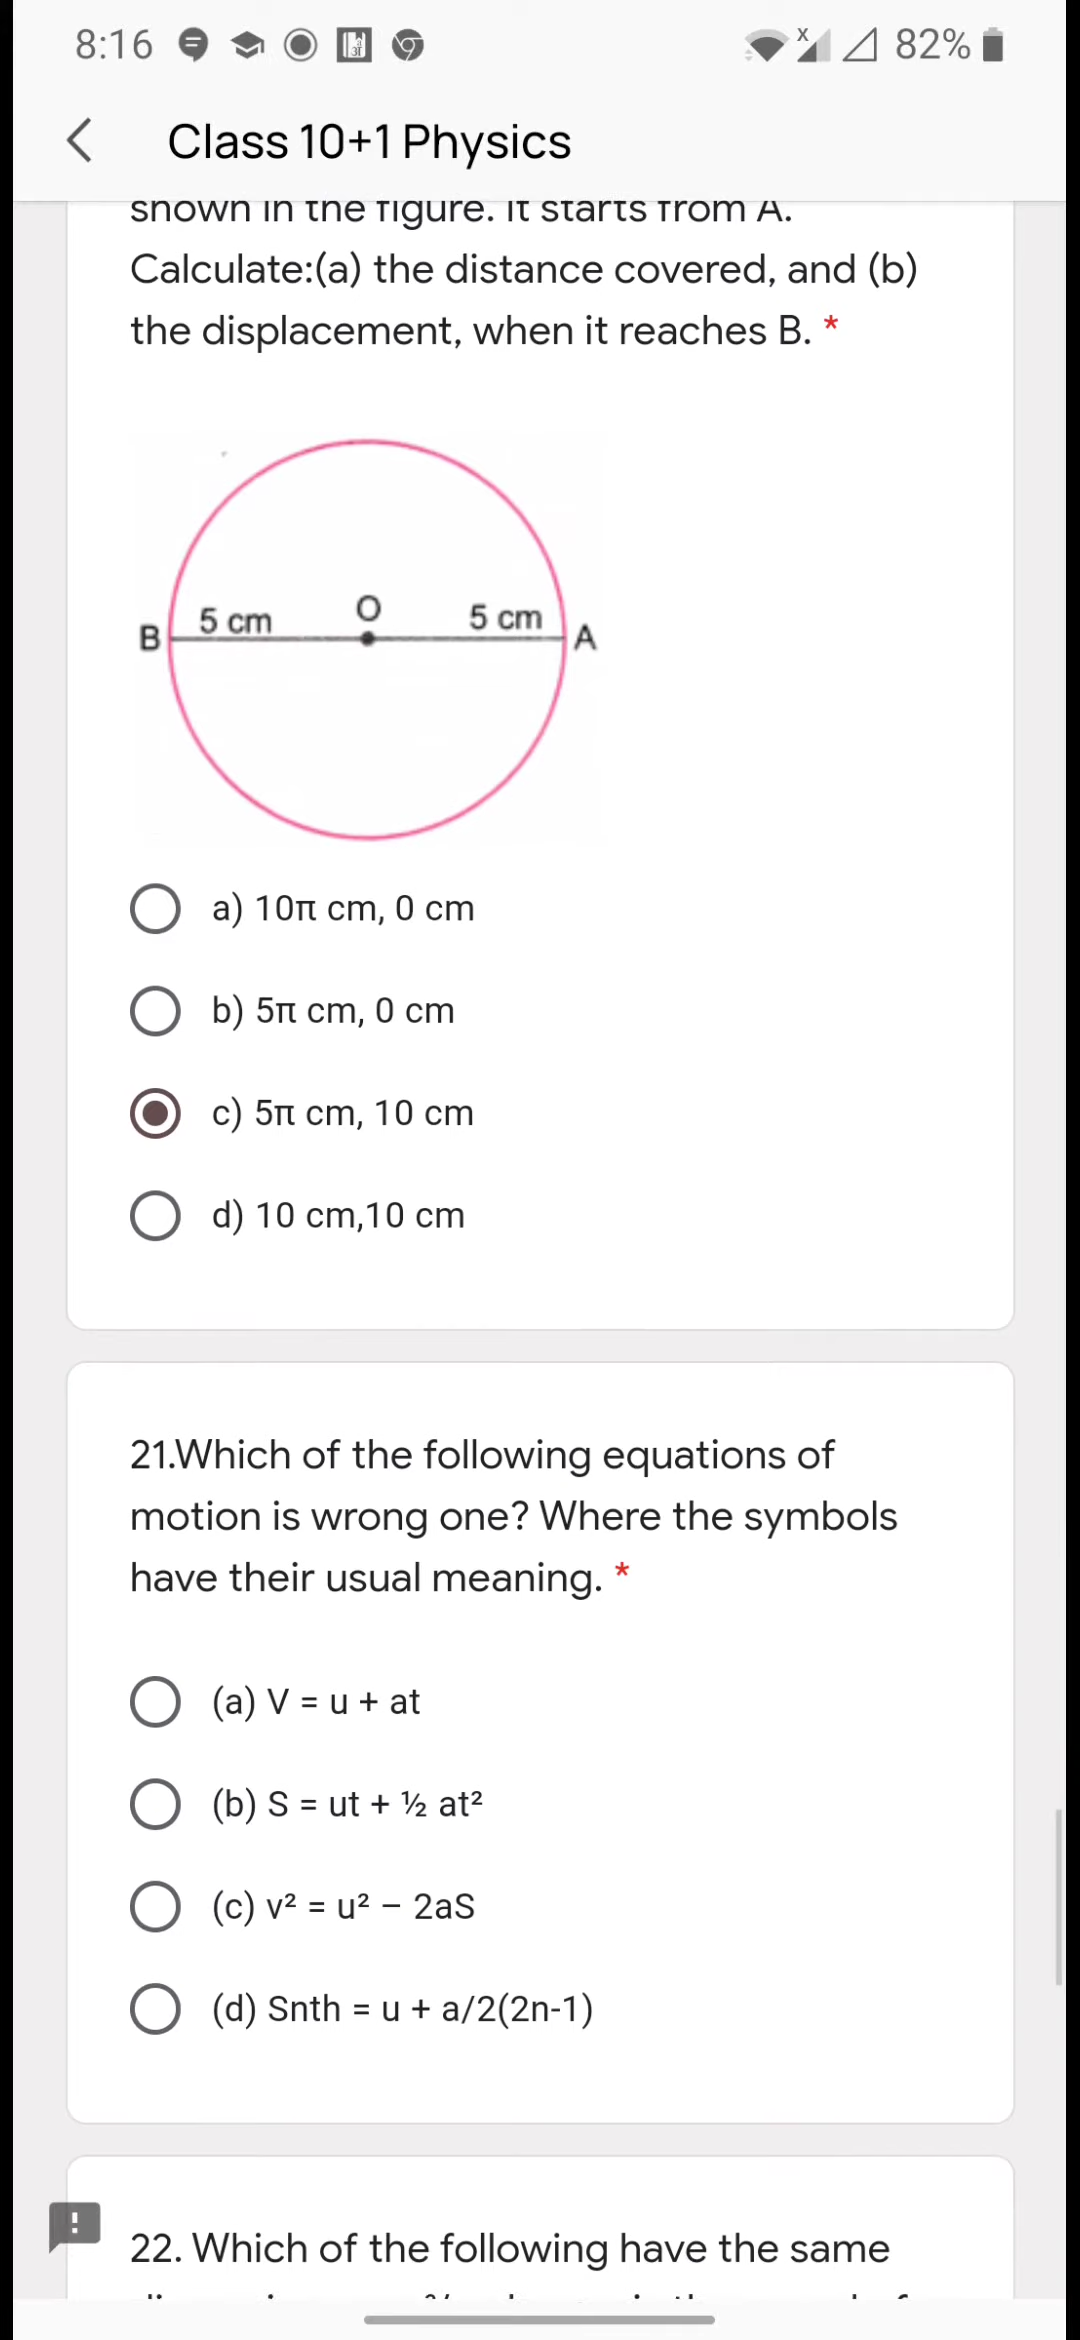 8:16
82%
Class 10+1 Physics
shown in the figure. It starts from A.
Calculate:(a) the distance covered, and (b)
the displacement, when it reaches B. *
B 5 cm O 5 cm A
a) 10π cm, 0 cm
b) 5π cm, 0 cm
c) 5π cm, 10 cm
d) 10 cm,10 cm
21.Which of the following equations of
motion is wrong one? Where the symbols
have their usual meaning. *
(a) V = u + at
(b) S = ut + ½ at²
(c) v² = u² – 2aS
(d) Snth = u + a/2(2n-1)
22. Which of the following have the same